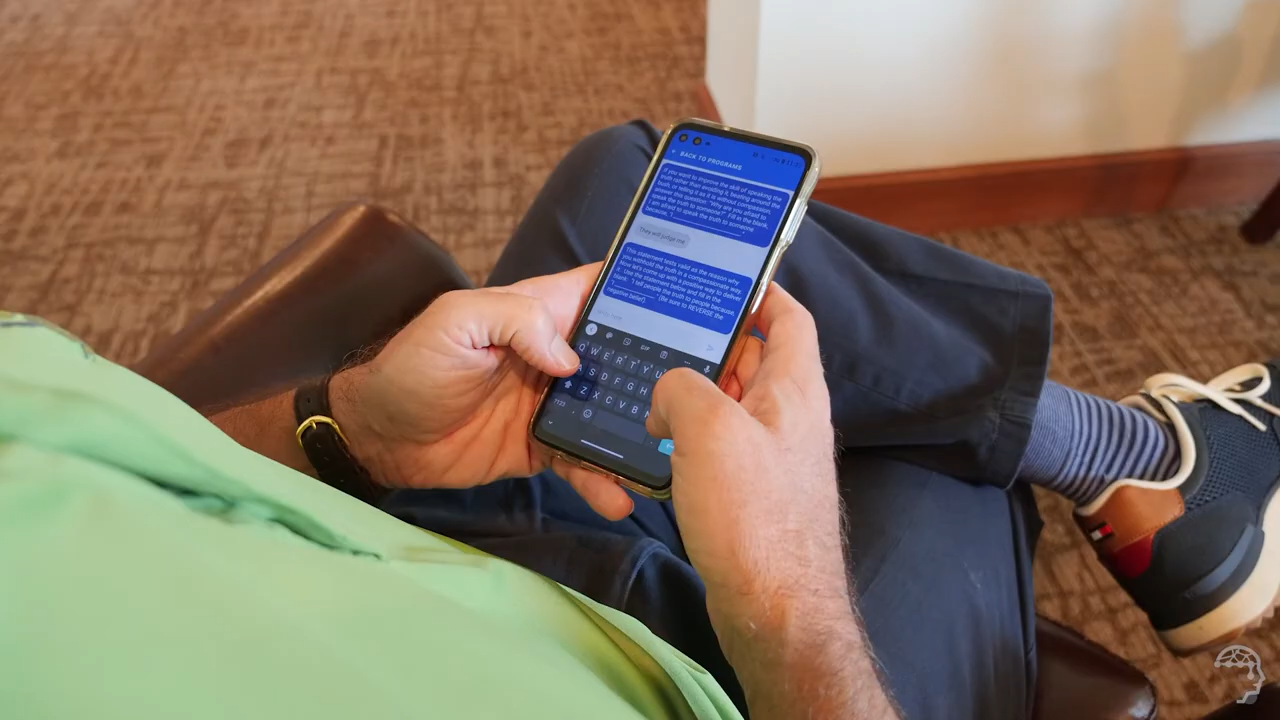 BACK TO PROGRAMS
If you want to improve the skill of speaking the
truth rather than avoiding it, beating around the
bush, or telling it as it is without compassion,
answer this question: "Why are you afraid to
speak the truth to someone?" Fill in the blank,
I am afraid to speak the truth to someone
because, "I
They will judge me
This statement tests valid as the reason why
you withhold the truth in a compassionate way.
Now let's come up with a positive way to deliver
it. Use the statement below and fill in the
blank: "I tell people the truth to people because,
(Be sure to REVERSE the
negative belief)
GIF
Q W E R T Y U
A S D F G H
Z X C V B N
?123